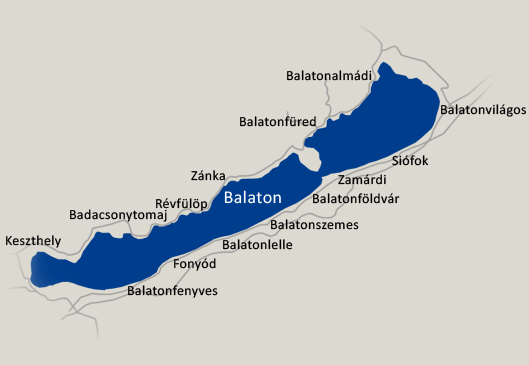 Balatonalmádi
Balatonvilágos
Balatonfüred
Siófok
Zánka
Zamárdi
Balaton
Balatonföldvár
Révfülöp
Badacsonytomaj
Balatonszemes
Keszthely
Balatonlelle
Fonyód
Balatonfenyves